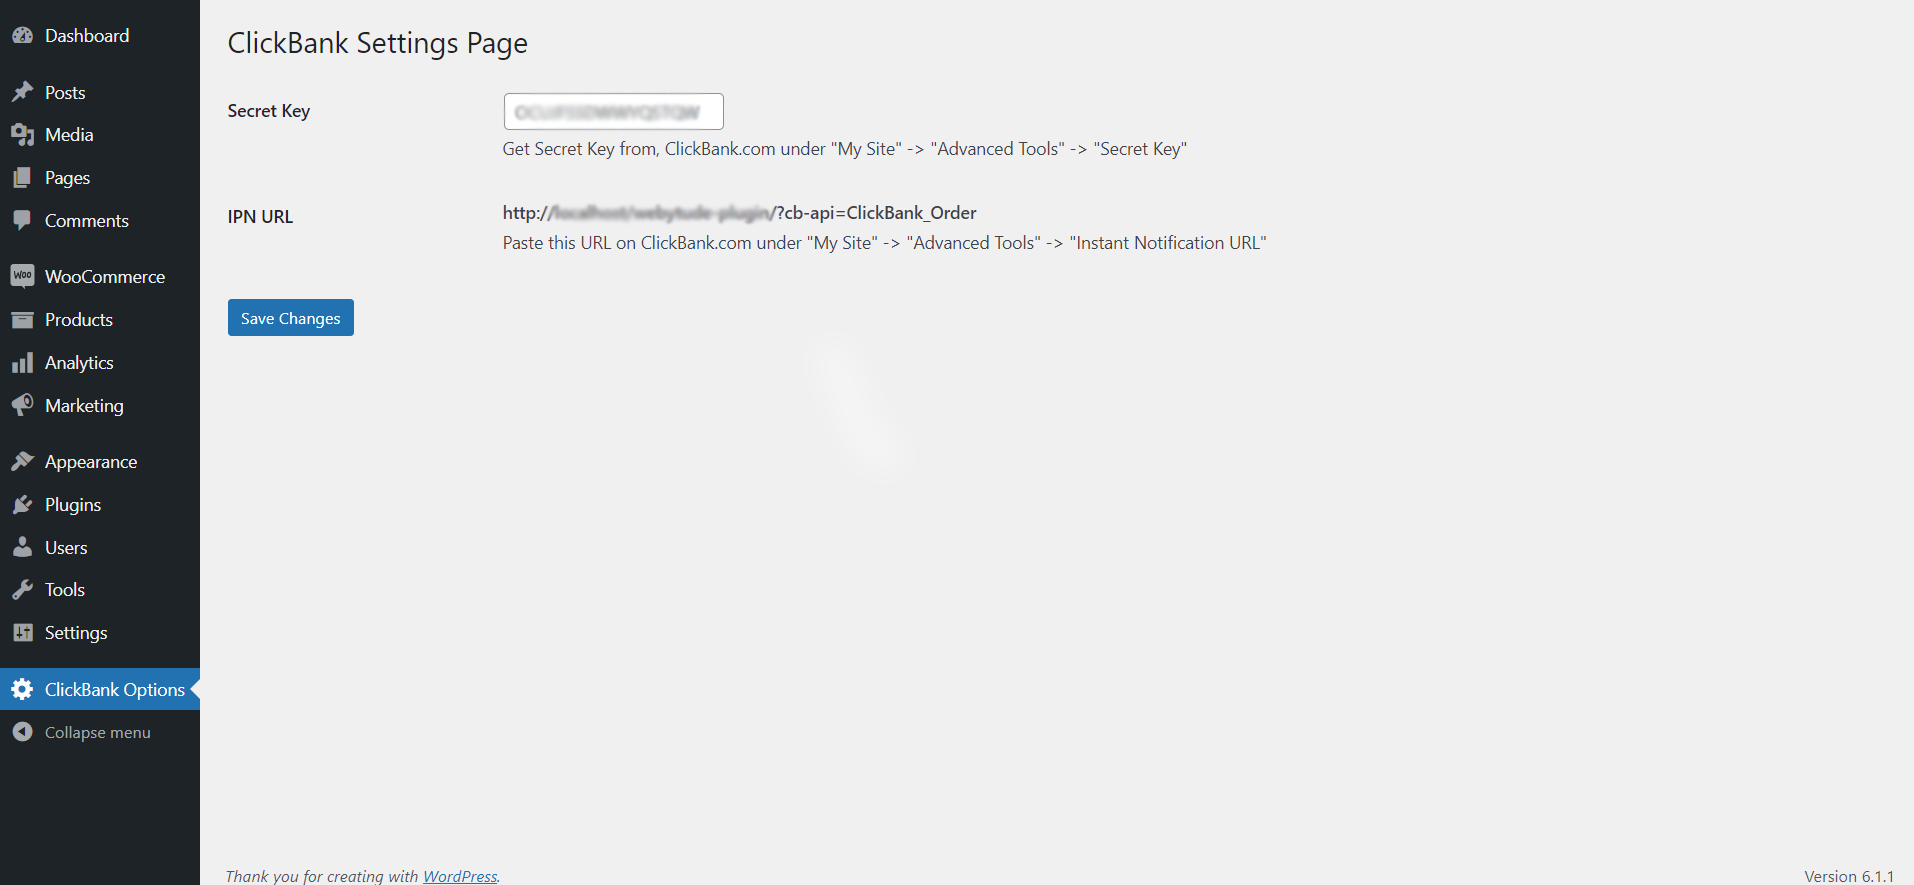 Dashboard
Posts
Media
Pages
Comments
WOO WooCommerce
Products
Analytics
Marketing
Appearance
Plugins
Users
Tools
Settings
ClickBank Options
Collapse menu
ClickBank Settings Page
Secret Key
Get Secret Key from, ClickBank.com under "My Site" -> "Advanced Tools" -> "Secret Key"
IPN URL
http:// /?cb-api=ClickBank_Order
Paste this URL on ClickBank.com under "My Site" -> "Advanced Tools" -> "Instant Notification URL"
Save Changes
Thank you for creating with WordPress.
Version 6.1.1